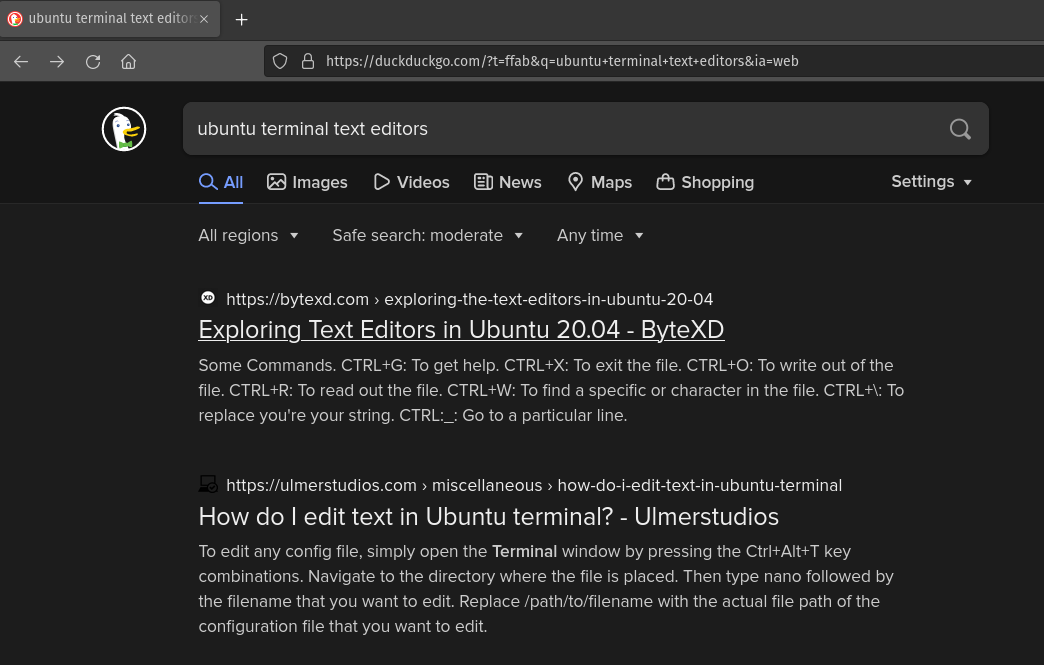 ubuntu terminal text editors
https://duckduckgo.com/?t=ffab&q=ubuntu+terminal+text+editors&ia=web
ubuntu terminal text editors
All Images Videos News Maps Shopping Settings
All regions Safe search: moderate Any time
XD https://bytexd.com › exploring-the-text-editors-in-ubuntu-20-04
Exploring Text Editors in Ubuntu 20.04 - ByteXD
Some Commands. CTRL+G: To get help. CTRL+X: To exit the file. CTRL+O: To write out of the
file. CTRL+R: To read out the file. CTRL+W: To find a specific or character in the file. CTRL+\: To
replace you're your string. CTRL:_: Go to a particular line.
https://ulmerstudios.com › miscellaneous › how-do-i-edit-text-in-ubuntu-terminal
How do I edit text in Ubuntu terminal? - Ulmerstudios
To edit any config file, simply open the Terminal window by pressing the Ctrl+Alt+T key
combinations. Navigate to the directory where the file is placed. Then type nano followed by
the filename that you want to edit. Replace /path/to/filename with the actual file path of the
configuration file that you want to edit.